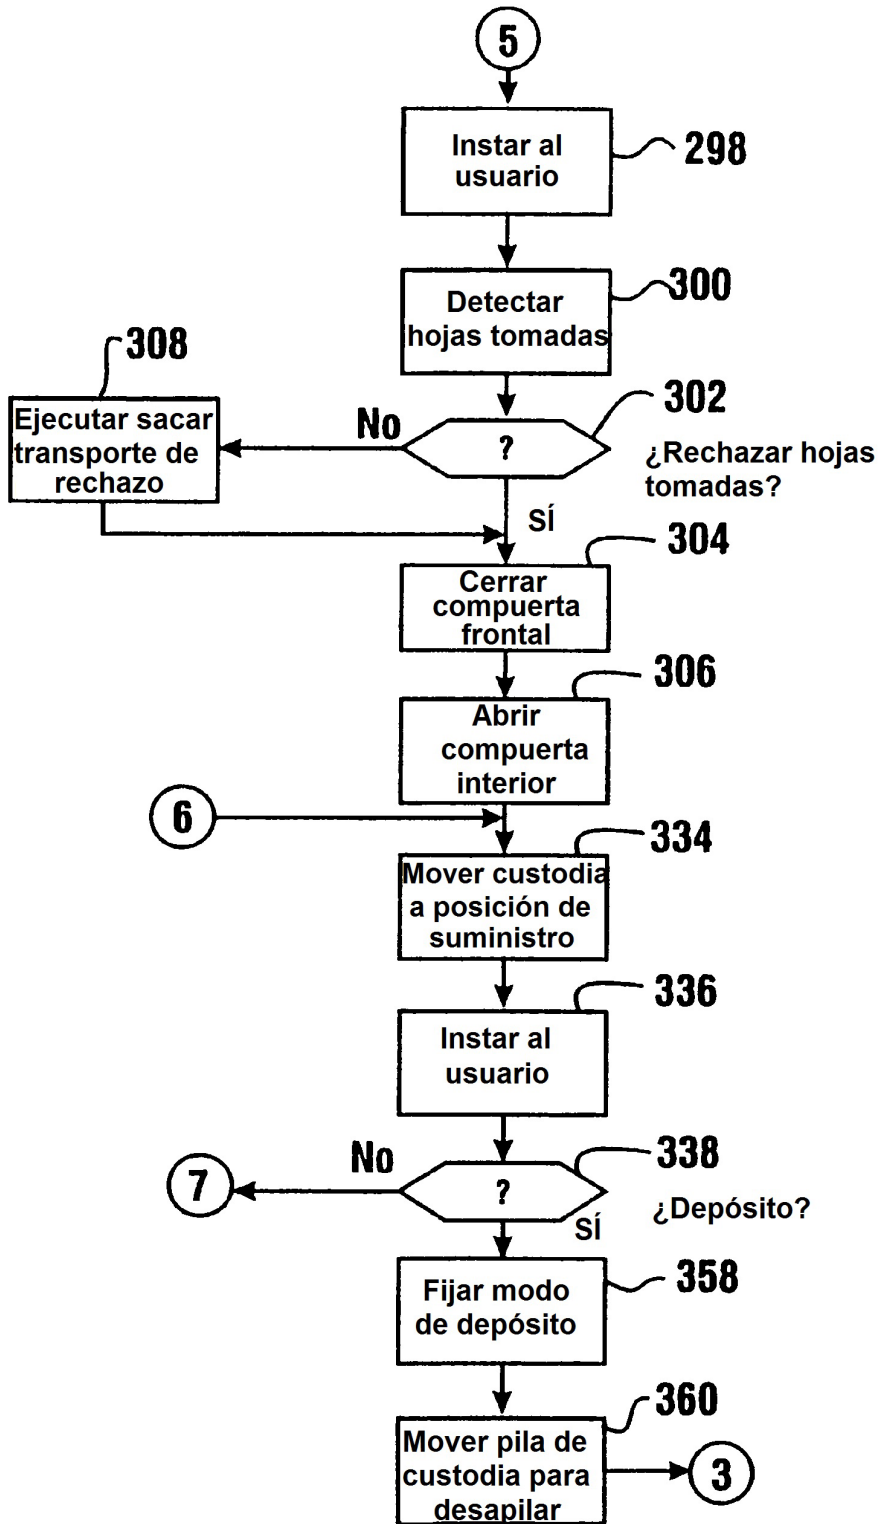 5
Instar al
usuario
298
Detectar
hojas tomadas
300
308
Ejecutar sacar
transporte de
rechazo
No
?
302
¿Rechazar hojas
tomadas?
SÍ
304
Cerrar
compuerta
frontal
306
Abrir
compuerta
interior
6
334
Mover custodia
a posición de
suministro
336
Instar al
usuario
No
338
7
?
¿Depósito?
SÍ
358
Fijar modo
de depósito
360
Mover pila de
custodia para
desapilar
3